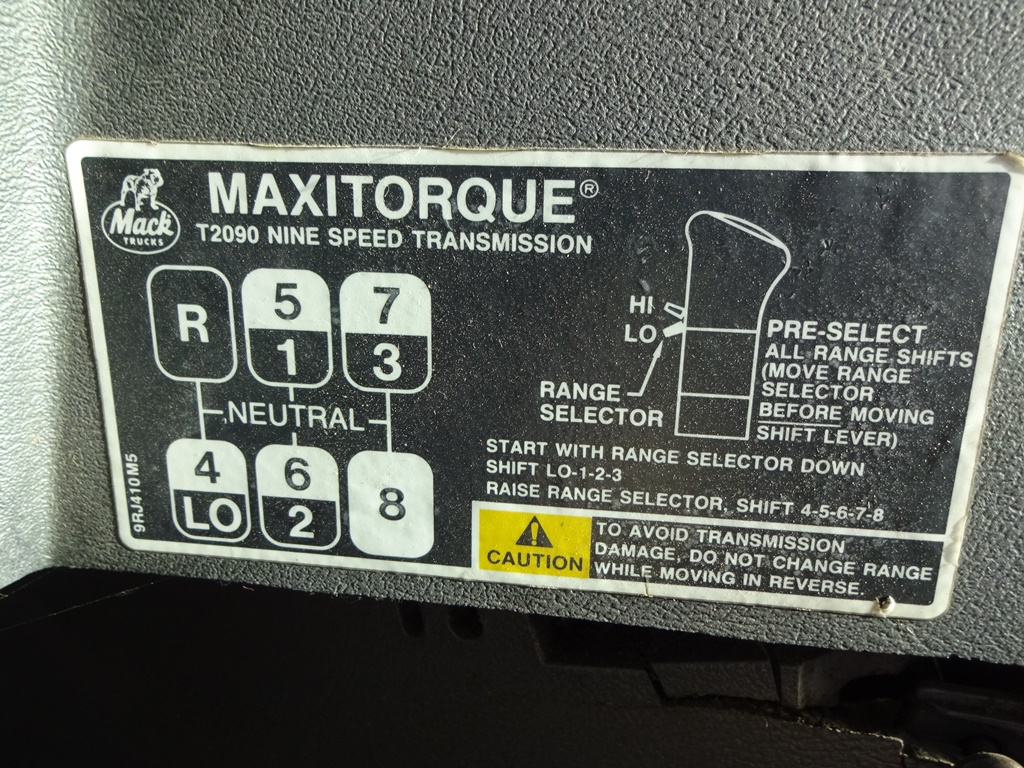 MAXITORQUE®
T2090 NINE SPEED TRANSMISSION
Mack
TRUCKS
R
5
1
7
3
NEUTRAL
4
LO
6
2
8
9RJ410M5
HI
LO
RANGE
SELECTOR
PRE-SELECT
ALL RANGE SHIFTS
(MOVE RANGE
SELECTOR
BEFORE MOVING
SHIFT LEVER)
START WITH RANGE SELECTOR DOWN
SHIFT LO-1-2-3
RAISE RANGE SELECTOR, SHIFT 4-5-6-7-8
CAUTION
TO AVOID TRANSMISSION
DAMAGE, DO NOT CHANGE RANGE
WHILE MOVING IN REVERSE.